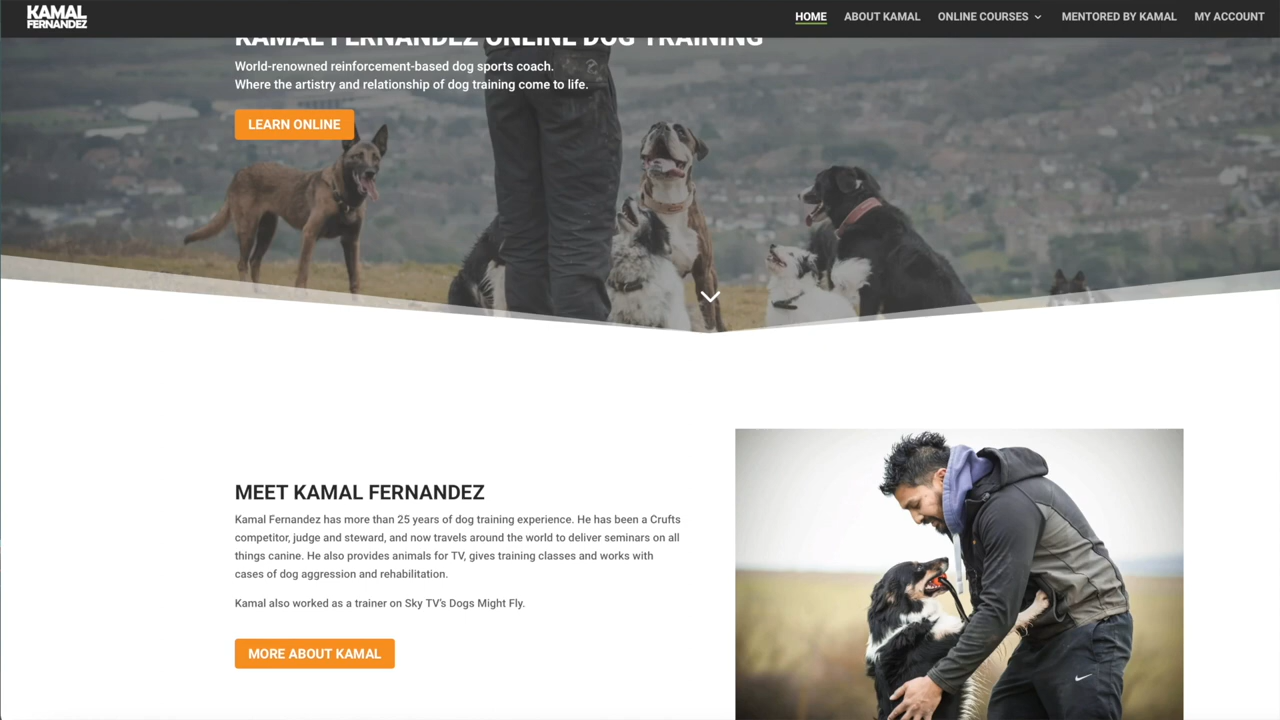 KAMAL
FERNANDEZ
HOME
ABOUT KAMAL
ONLINE COURSES
MENTORED BY KAMAL
MY ACCOUNT
KAMAL FERNANDEZ ONLINE DOG TRAINING
World-renowned reinforcement-based dog sports coach.
Where the artistry and relationship of dog training come to life.
LEARN ONLINE
MEET KAMAL FERNANDEZ
Kamal Fernandez has more than 25 years of dog training experience. He has been a Crufts
competitor, judge and steward, and now travels around the world to deliver seminars on all
things canine. He also provides animals for TV, gives training classes and works with
cases of dog aggression and rehabilitation.
Kamal also worked as a trainer on Sky TV's Dogs Might Fly.
MORE ABOUT KAMAL